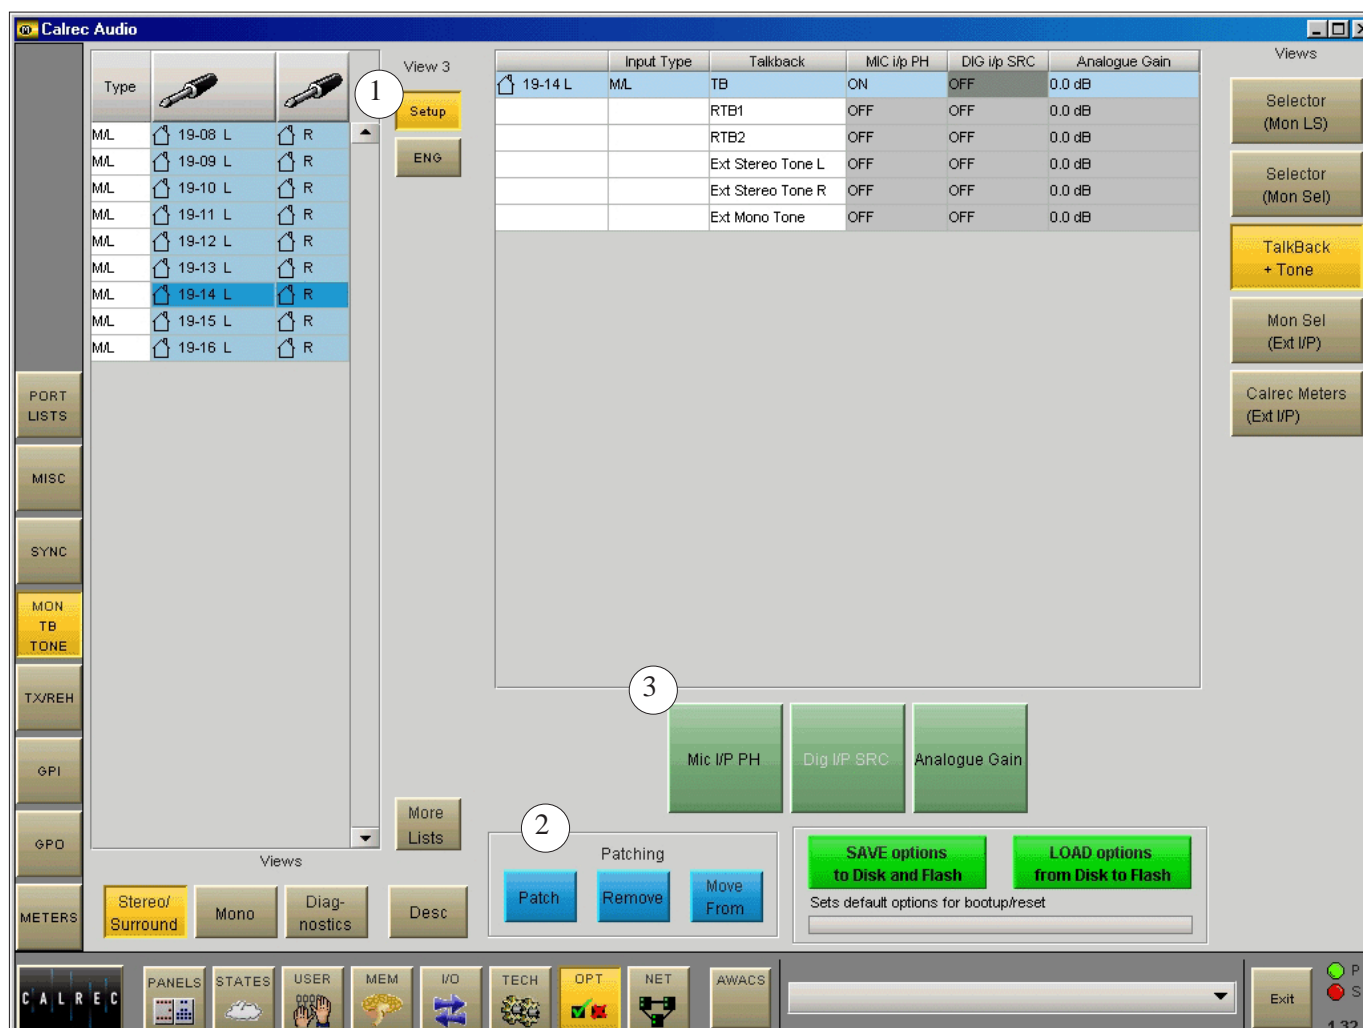 Calrec Audio
Type
M/L 19-08 L R
M/L 19-09 L R
M/L 19-10 L R
M/L 19-11 L R
M/L 19-12 L R
M/L 19-13 L R
M/L 19-14 L R
M/L 19-15 L R
M/L 19-16 L R
View 3
1
Setup
ENG
Input Type Talkback MIC i/p PH DIG i/p SRC Analogue Gain
19-14 L M/L TB ON OFF 0.0 dB
RTB1 OFF OFF 0.0 dB
RTB2 OFF OFF 0.0 dB
Ext Stereo Tone L OFF OFF 0.0 dB
Ext Stereo Tone R OFF OFF 0.0 dB
Ext Mono Tone OFF OFF 0.0 dB
Views
Selector
(Mon LS)
Selector
(Mon Sel)
TalkBack
+ Tone
Mon Sel
(Ext I/P)
Calrec Meters
(Ext I/P)
PORT
LISTS
MISC
SYNC
MON
TB
TONE
TX/REH
GPI
GPO
METERS
3
Mic I/P PH
Dig I/P SRC
Analogue Gain
More
Lists
Views
Stereo/
Surround
Mono
Diag-
nostics
Desc
2
Patching
Patch
Remove
Move
From
SAVE options
to Disk and Flash
LOAD options
from Disk to Flash
Sets default options for bootup/reset
CALREC
PANELS
STATES
USER
MEM
I/O
TECH
OPT
NET
AWACS
Exit
P
S
1.33